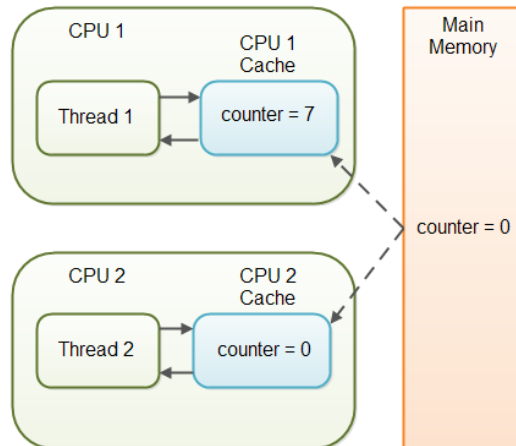 CPU 1
CPU 1
Cache
Thread 1
counter = 7
Main
Memory
counter = 0
CPU 2
CPU 2
Cache
Thread 2
counter = 0